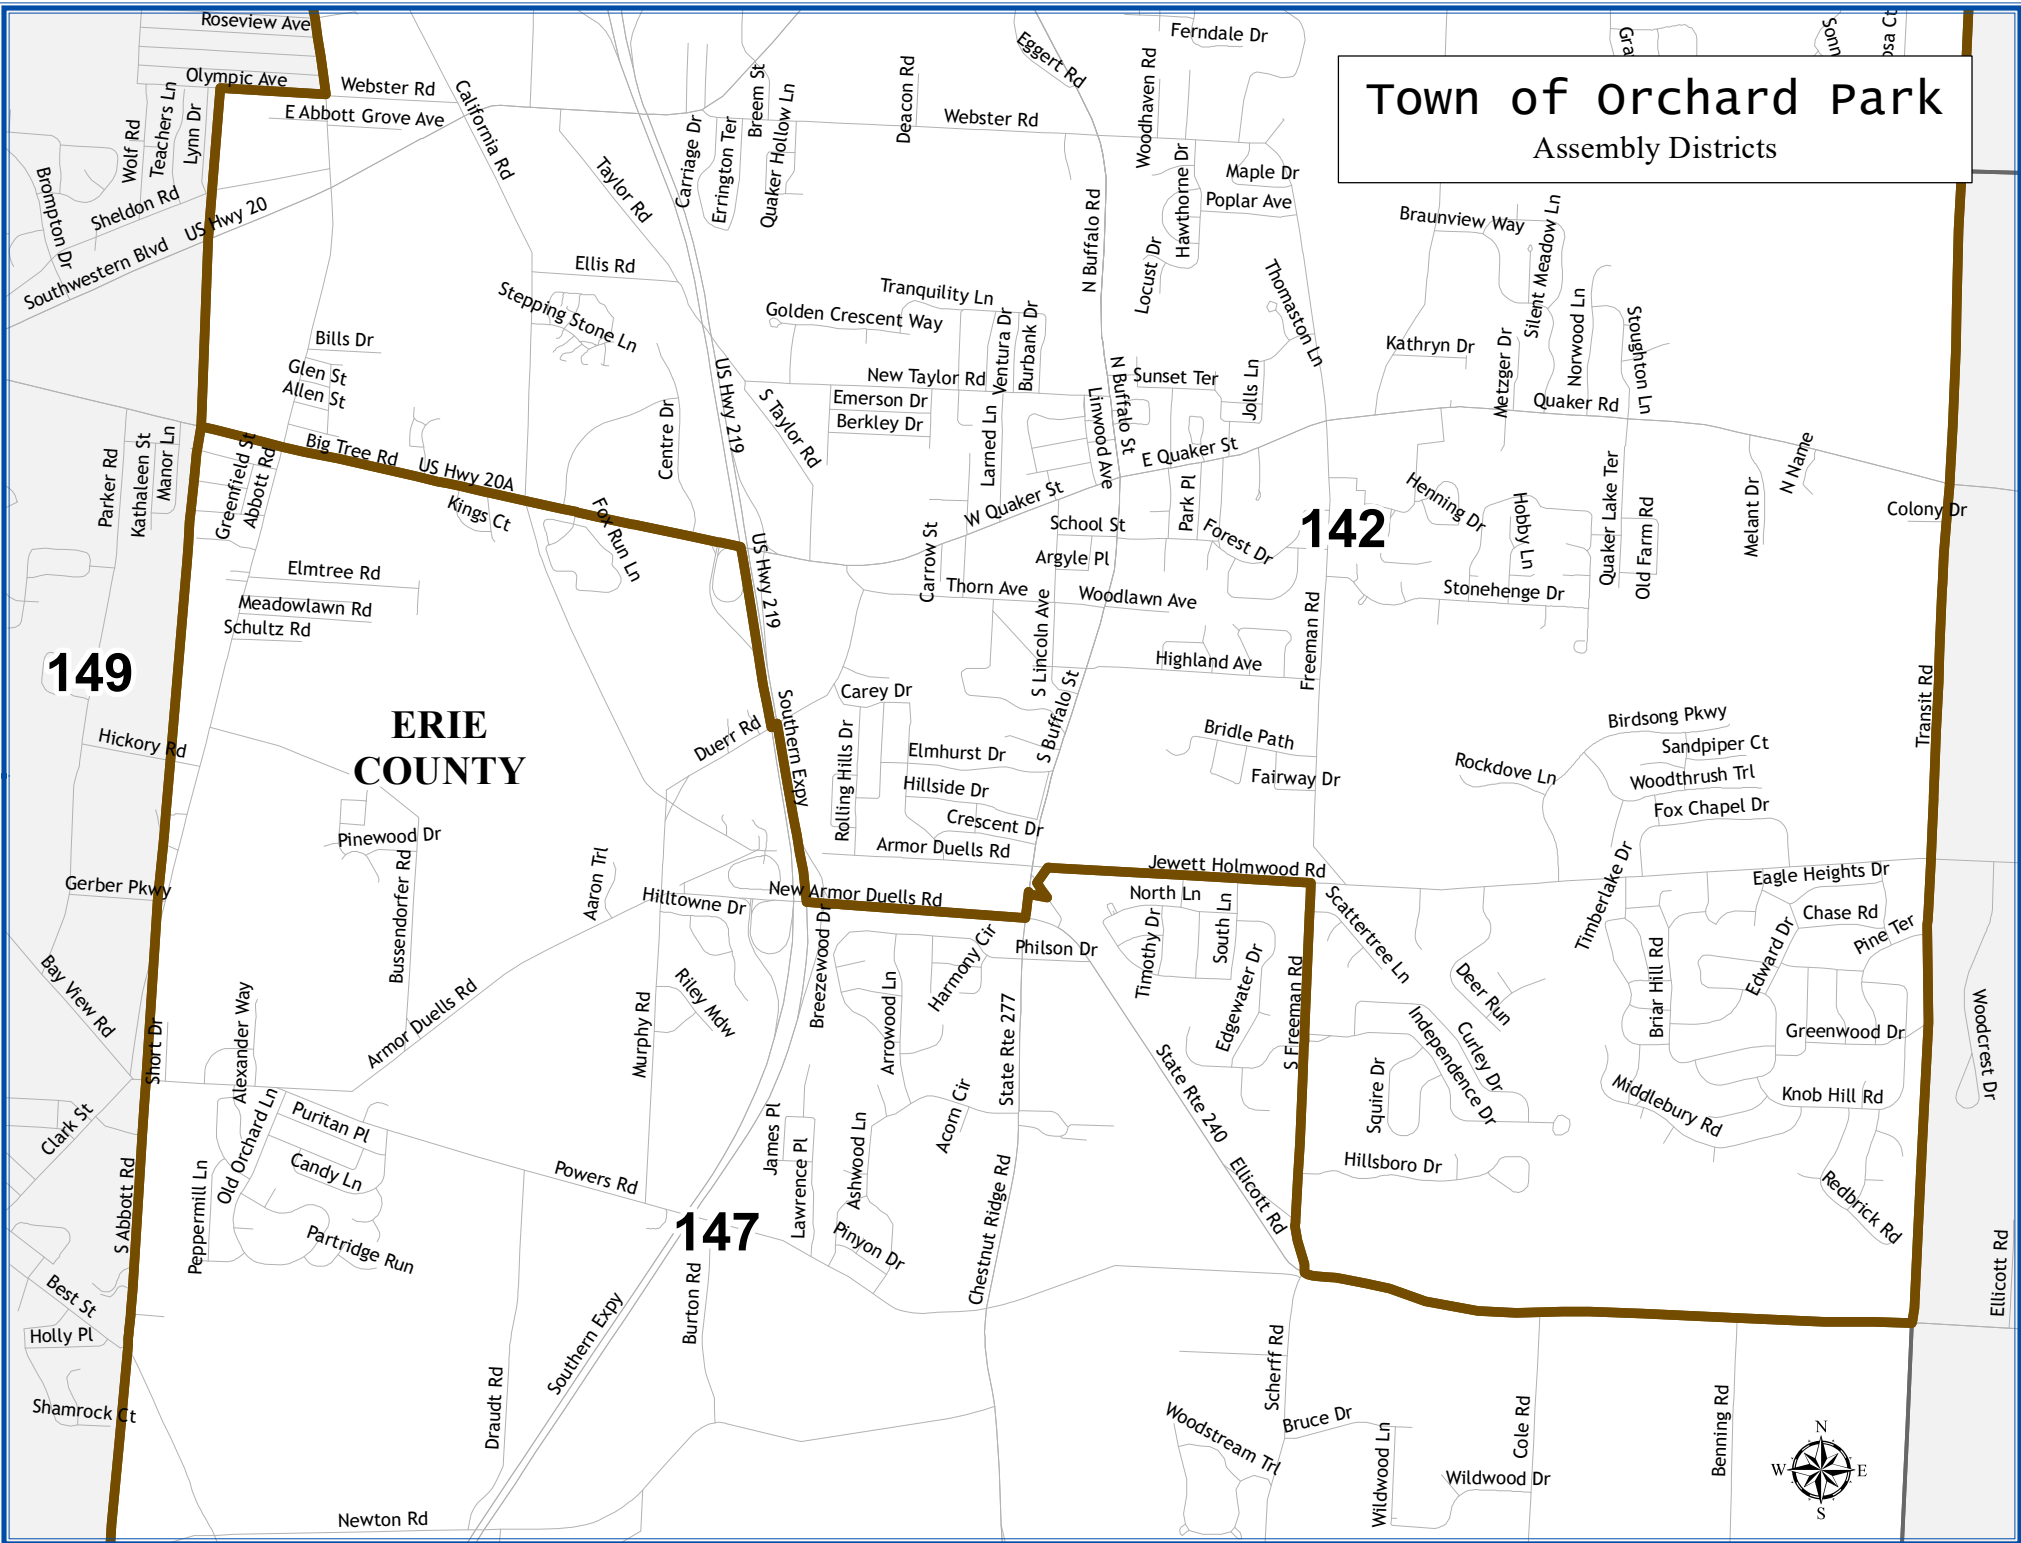 Roseview Ave
Olympic Ave
Webster Rd
E Abbott Grove Ave
California Rd
Wolf Rd
Teachers Ln
Lynn Dr
Brompton Dr
Sheldon Rd
US Hwy 20
Southwestern Blvd
Taylor Rd
Carriage Dr
Errington Ter
Breem St
Quaker Hollow Ln
Deacon Rd
Webster Rd
Eggert Rd
Woodhaven Rd
Ferndale Dr
Gra
Sonn
osa Ct
Town of Orchard Park
Assembly Districts
Maple Dr
Poplar Ave
Hawthorne Dr
Locust Dr
N Buffalo Rd
Thomaston Ln
Braunview Way
Silent Meadow Ln
Norwood Ln
Stoughton Ln
Metzger Dr
Kathryn Dr
Quaker Rd
Ellis Rd
Stepping Stone Ln
Tranquility Ln
Golden Crescent Way
Ventura Dr
Burbank Dr
New Taylor Rd
Emerson Dr
Berkley Dr
Larned Ln
Linwood Ave
N Buffalo St
Sunset Ter
Jolls Ln
E Quaker St
W Quaker St
Bills Dr
Glen St
Allen St
Big Tree Rd
US Hwy 20A
Centre Dr
US Hwy 219
S Taylor Rd
Parker Rd
Kathaleen St
Manor Ln
Greenfield St
Abbott Rd
Kings Ct
Fox Run Ln
US Hwy 219
Carrow St
School St
Argyle Pl
Park Pl
Forest Dr
142
Henning Dr
Hobby Ln
Quaker Lake Ter
Old Farm Rd
Melant Dr
N Name
Colony Dr
Thorn Ave
Woodlawn Ave
Stonehenge Dr
Elmtree Rd
Meadowlawn Rd
Schultz Rd
149
S Lincoln Ave
Highland Ave
Freeman Rd
Transit Rd
ERIE
COUNTY
Hickory Rd
Duerr Rd
Southern Expy
Carey Dr
Rolling Hills Dr
Elmhurst Dr
Hillside Dr
Crescent Dr
S Buffalo St
Armor Duells Rd
Bridle Path
Fairway Dr
Rockdove Ln
Birdsong Pkwy
Sandpiper Ct
Woodthrush Trl
Fox Chapel Dr
Pinewood Dr
Bussendorfer Rd
Aaron Trl
Hilltowne Dr
New Armor Duells Rd
Jewett Holmwood Rd
Gerber Pkwy
Bay View Rd
North Ln
South Ln
Timothy Dr
Edgewater Dr
S Freeman Rd
Scattertree Ln
Deer Run
Timberlake Dr
Briar Hill Rd
Edward Dr
Eagle Heights Dr
Chase Rd
Pine Ter
Greenwood Dr
Woodcrest Dr
Breezewood Dr
Harmony Cir
Philson Dr
Arrowood Ln
State Rte 277
Riley Mdw
Murphy Rd
Armor Duells Rd
Alexander Way
Short Dr
Clark St
Old Orchard Ln
Puritan Pl
Candy Ln
Peppermill Ln
Partridge Run
Powers Rd
147
James Pl
Lawrence Pl
Ashwood Ln
Acorn Cir
Pinyon Dr
Chestnut Ridge Rd
State Rte 240
Ellicott Rd
Squire Dr
Independence Dr
Curley Dr
Hillsboro Dr
Middlebury Rd
Knob Hill Rd
Redbrick Rd
Ellicott Rd
S Abbott Rd
Best St
Holly Pl
Shamrock Ct
Draudt Rd
Southern Expy
Burton Rd
Newton Rd
Scherff Rd
Woodstream Trl
Bruce Dr
Wildwood Ln
Wildwood Dr
Cole Rd
Benning Rd
N
W
E
S